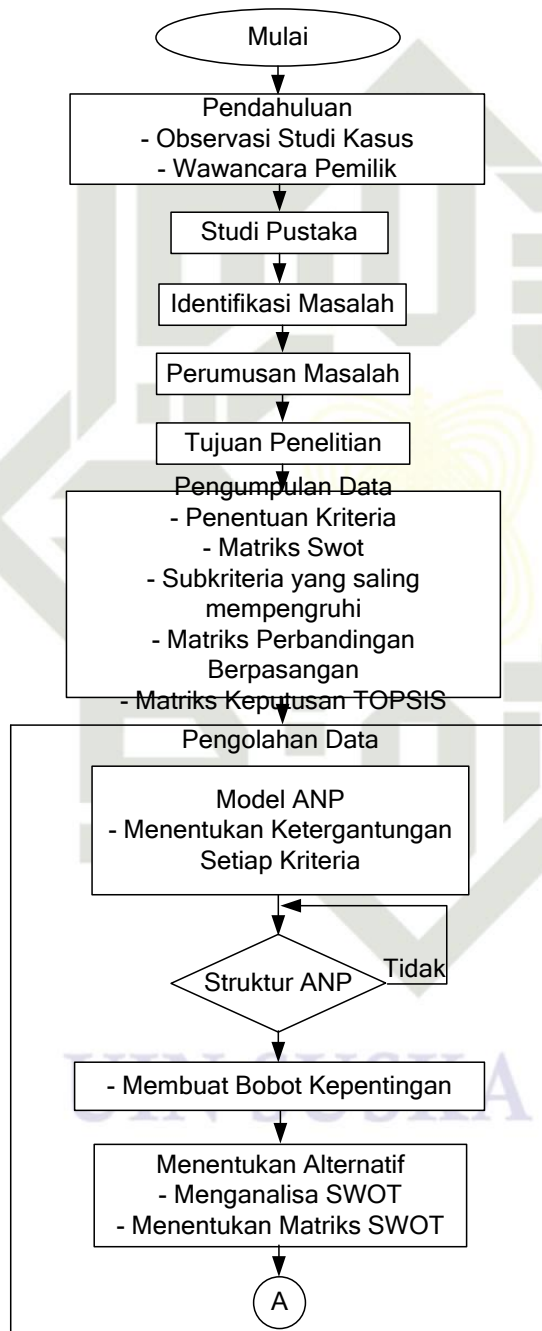 Mulai
Pendahuluan
- Observasi Studi Kasus
- Wawancara Pemilik
Studi Pustaka
Identifikasi Masalah
Perumusan Masalah
Tujuan Penelitian
Pengumpulan Data
- Penentuan Kriteria
- Matriks Swot
- Subkriteria yang saling
mempengruhi
- Matriks Perbandingan
Berpasangan
- Matriks Keputusan TOPSIS
Pengolahan Data
Model ANP
- Menentukan Ketergantungan
Setiap Kriteria
Struktur ANP
Tidak
UIN SUSKA
- Membuat Bobot Kepentingan
Menentukan Alternatif
- Menganalisa SWOT
- Menentukan Matriks SWOT
A